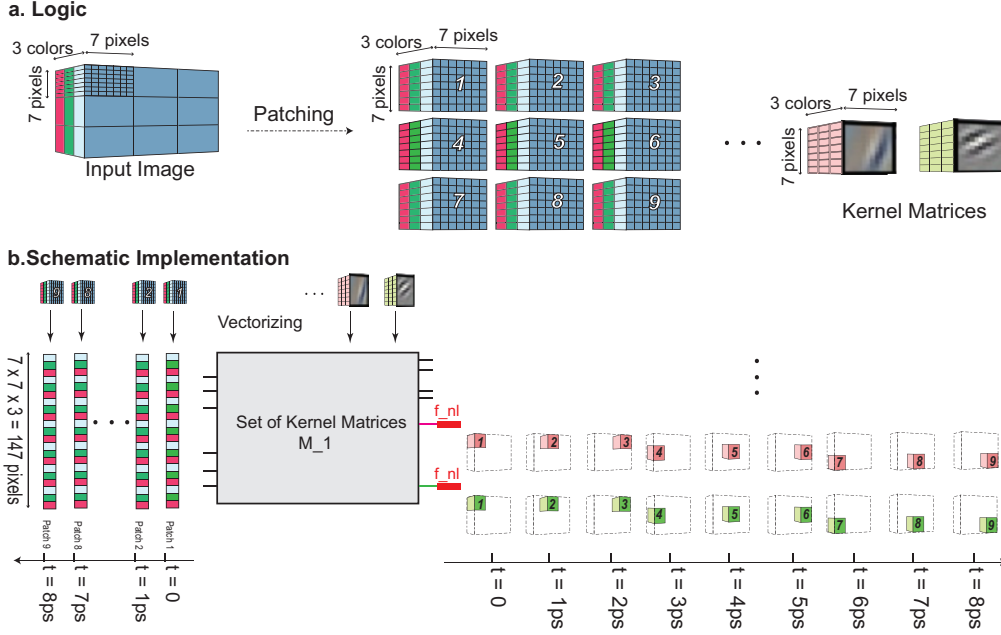 a. Logic
3 colors
7 pixels
7 pixels
Input Image
Patching
3 colors
7 pixels
7 pixels
1
2
3
4
5
6
7
8
9
. . .
3 colors
7 pixels
7 pixels
Kernel Matrices
b.Schematic Implementation
2
1
. . .
Vectorizing
7 x 7 x 3 = 147 pixels
. . .
Set of Kernel Matrices
M_1
f_nl
f_nl
1
2
3
4
5
6
7
8
9
1
2
3
4
5
6
7
8
9
Patch 9
Patch 8
Patch 2
Patch 1
t = 8ps
t = 7ps
t = 1ps
t = 0
t = 0
t = 1ps
t = 2ps
t = 3ps
t = 4ps
t = 5ps
t = 6ps
t = 7ps
t = 8ps